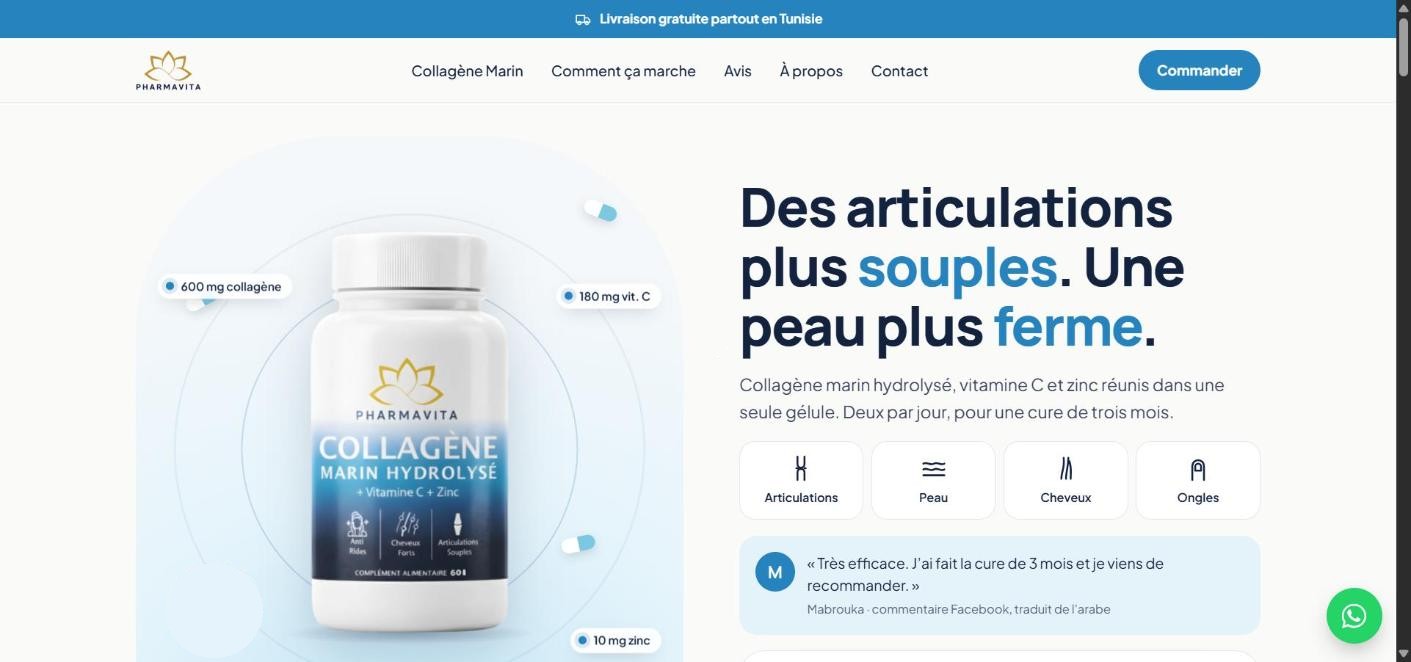 Livraison gratuite partout en Tunisie
PHARMAVITA
Collagène Marin
Comment ça marche
Avis
À propos
Contact
Commander
600 mg collagène
180 mg vit. C
PHARMAVITA
COLLAGÈNE
MARIN HYDROLYSÉ
+ Vitamine C + Zinc
Anti
Rides
Cheveux
Forts
Articulations
Souples
COMPLÉMENT ALIMENTAIRE 60
10 mg zinc
Des articulations
plus souples. Une
peau plus ferme.
Collagène marin hydrolysé, vitamine C et zinc réunis dans une
seule gélule. Deux par jour, pour une cure de trois mois.
Articulations
Peau
Cheveux
Ongles
M
« Très efficace. J’ai fait la cure de 3 mois et je viens de
recommander. »
Mabrouka · commentaire Facebook, traduit de l’arabe